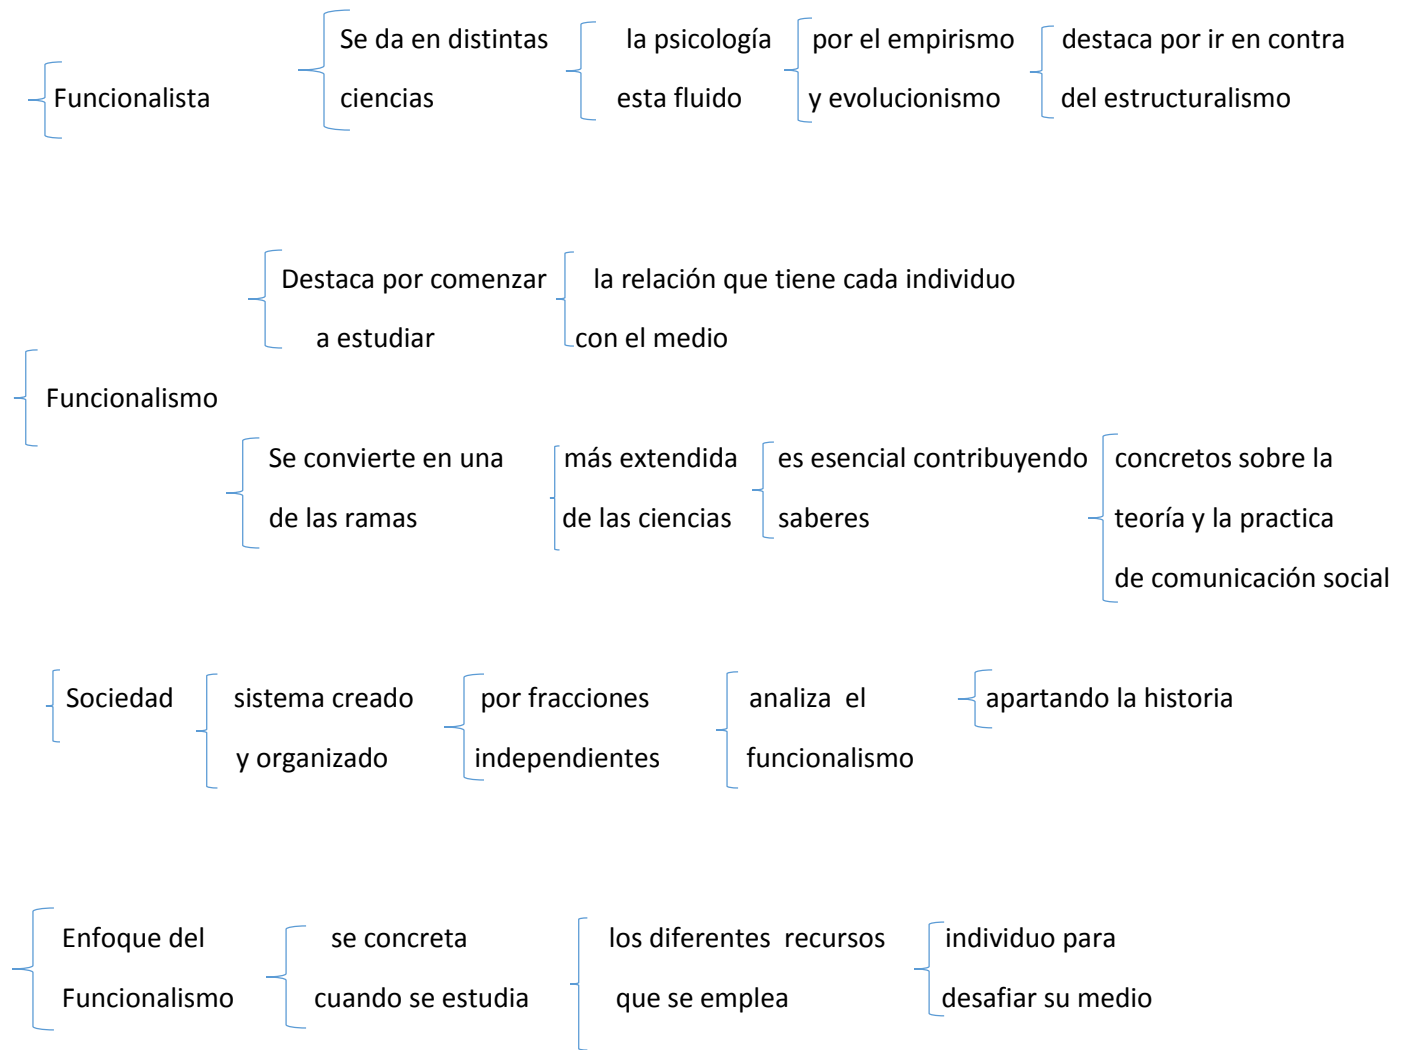 Se da en distintas
ciencias
la psicología
esta fluido
por el empirismo
y evolucionismo
destaca por ir en contra
del estructuralismo
Funcionalista
Destaca por comenzar
a estudiar
la relación que tiene cada individuo
con el medio
Funcionalismo
Se convierte en una
de las ramas
más extendida
de las ciencias
es esencial contribuyendo
saberes
concretos sobre la
teoría y la practica
de comunicación social
Sociedad
sistema creado
y organizado
por fracciones
independientes
analiza el
funcionalismo
apartando la historia
Enfoque del
Funcionalismo
se concreta
cuando se estudia
los diferentes recursos
que se emplea
individuo para
desafiar su medio